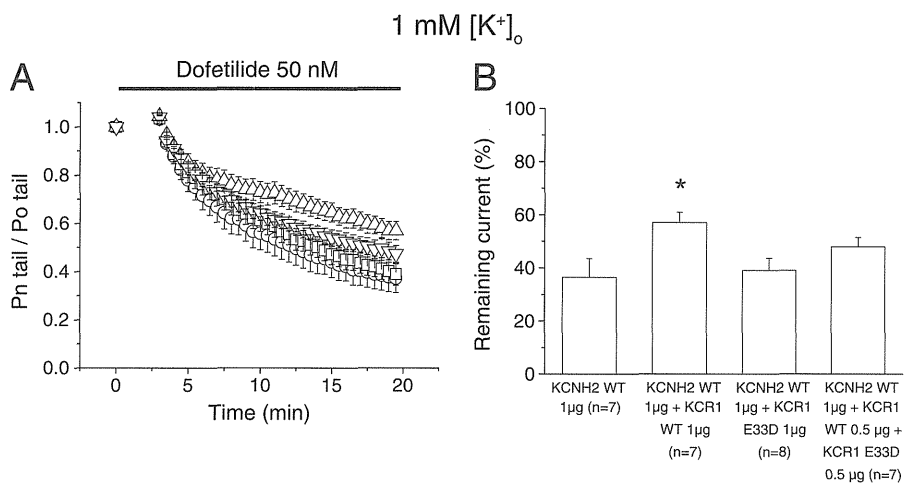 1 mM [K⁺]ₒ
A
Dofetilide 50 nM
Pn tail / Po tail
1.0
0.8
0.6
0.4
0.2
0.0
0
5
10
15
20
Time (min)
B
Remaining current (%)
100
80
60
40
20
0
*
KCNH2 WT
1µg (n=7)
KCNH2 WT
1µg + KCR1
WT 1µg
(n=7)
KCNH2 WT
1µg + KCR1
E33D 1µg
(n=8)
KCNH2 WT
1µg + KCR1
WT 0.5 µg +
KCR1 E33D
0.5 µg (n=7)